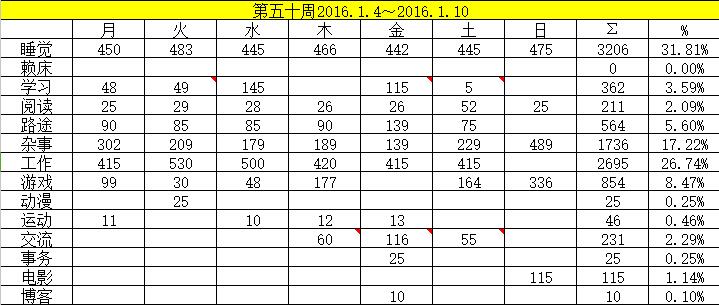 第五十周2016.1.4～2016.1.10
月 火 水 木 金 土 日 Σ %
睡觉 450 483 445 466 442 445 475 3206 31.81%
赖床 0 0.00%
学习 48 49 145 115 5 362 3.59%
阅读 25 29 28 26 26 52 25 211 2.09%
路途 90 85 85 90 139 75 564 5.60%
杂事 302 209 179 189 139 229 489 1736 17.22%
工作 415 530 500 420 415 415 2695 26.74%
游戏 99 30 48 177 164 336 854 8.47%
动漫 25 25 0.25%
运动 11 10 12 13 46 0.46%
交流 60 116 55 231 2.29%
事务 25 25 0.25%
电影 115 115 1.14%
博客 10 10 0.10%